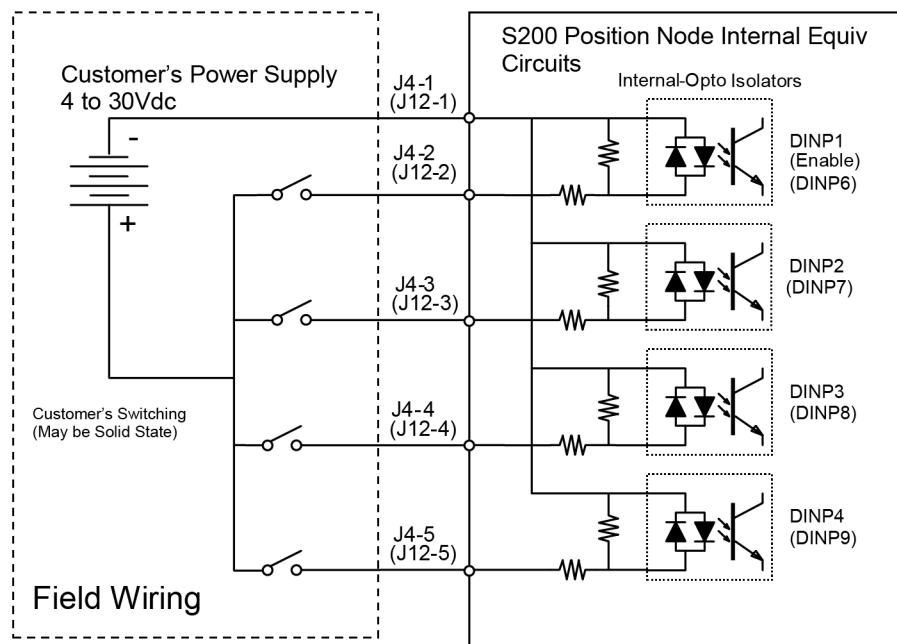 S200 Position Node Internal Equiv
Circuits
Customer's Power Supply
4 to 30Vdc
Internal-Opto Isolators
J4-1
(J12-1)
-
+
J4-2
(J12-2)
DINP1
(Enable)
(DINP6)
J4-3
(J12-3)
DINP2
(DINP7)
Customer's Switching
(May be Solid State)
J4-4
(J12-4)
DINP3
(DINP8)
J4-5
(J12-5)
DINP4
(DINP9)
Field Wiring